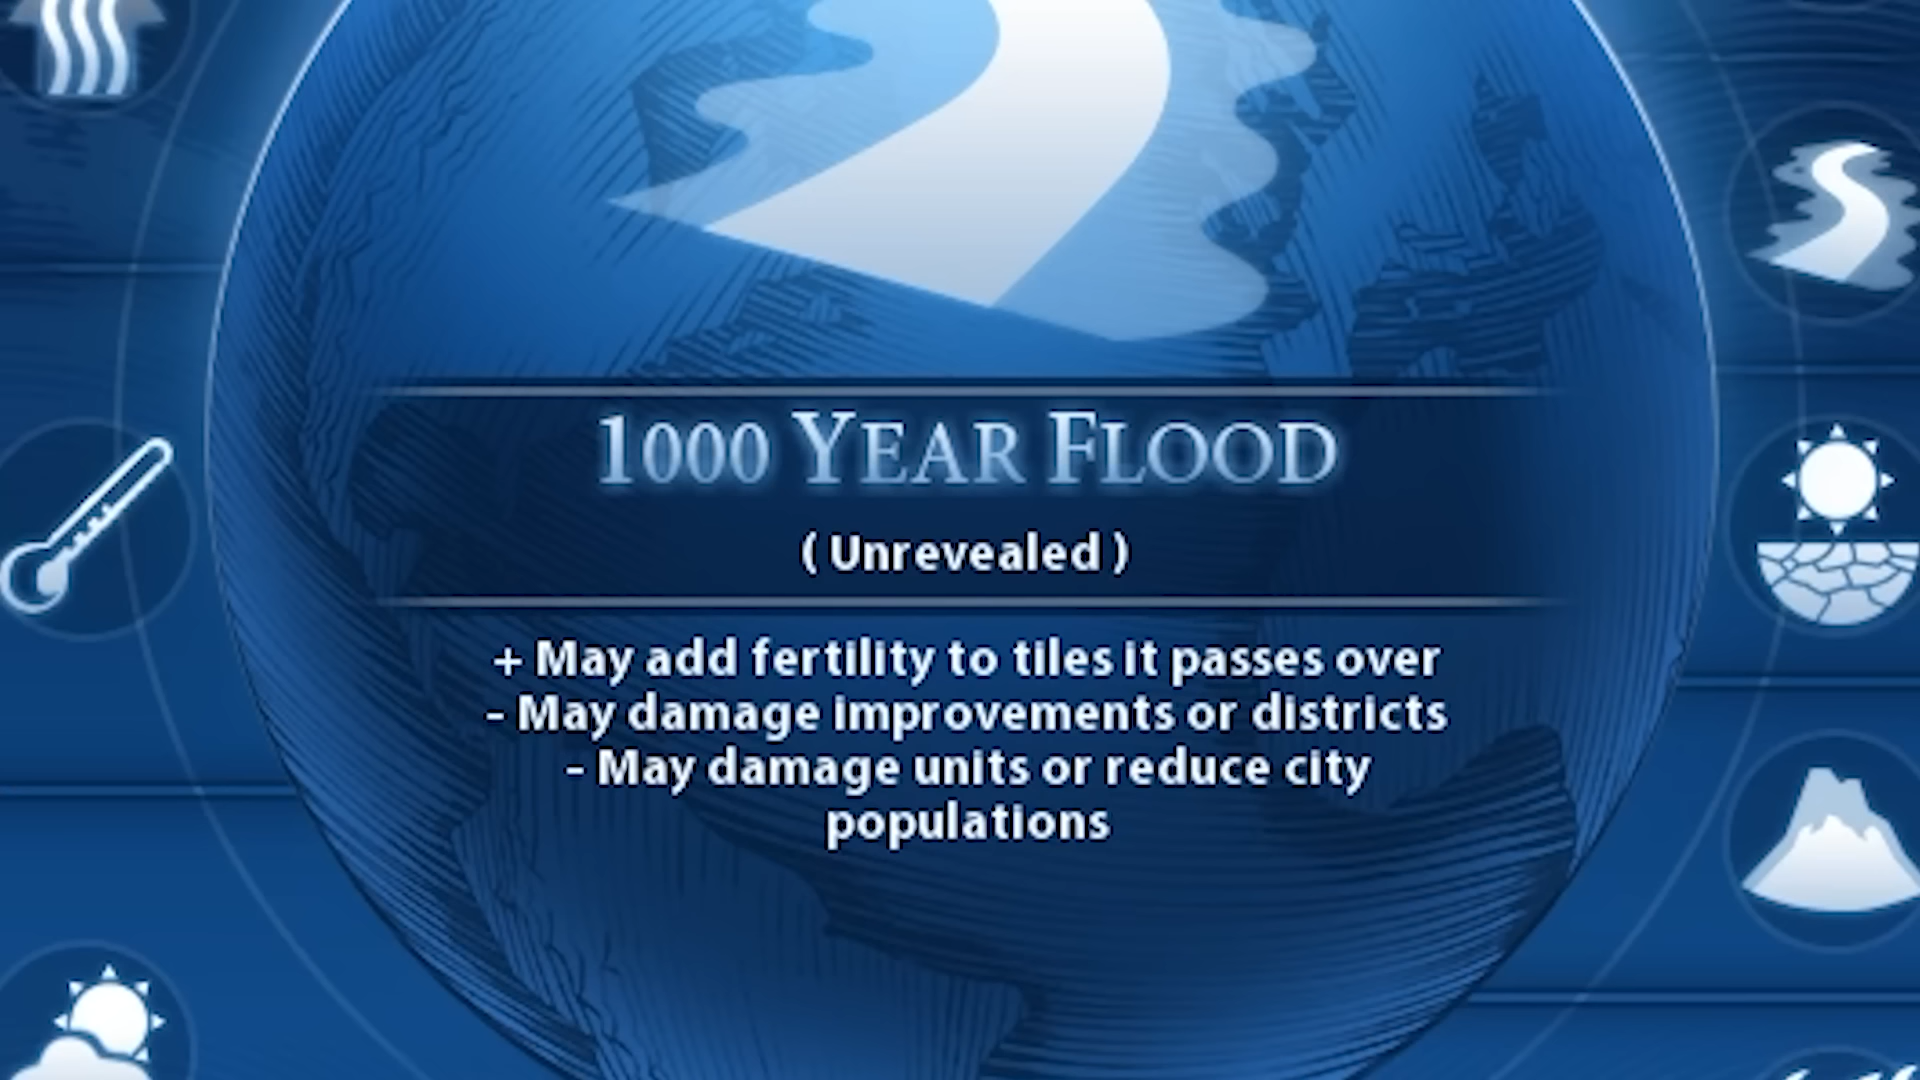 1000 YEAR FLOOD
( Unrevealed )
+ May add fertility to tiles it passes over
- May damage improvements or districts
- May damage units or reduce city
populations